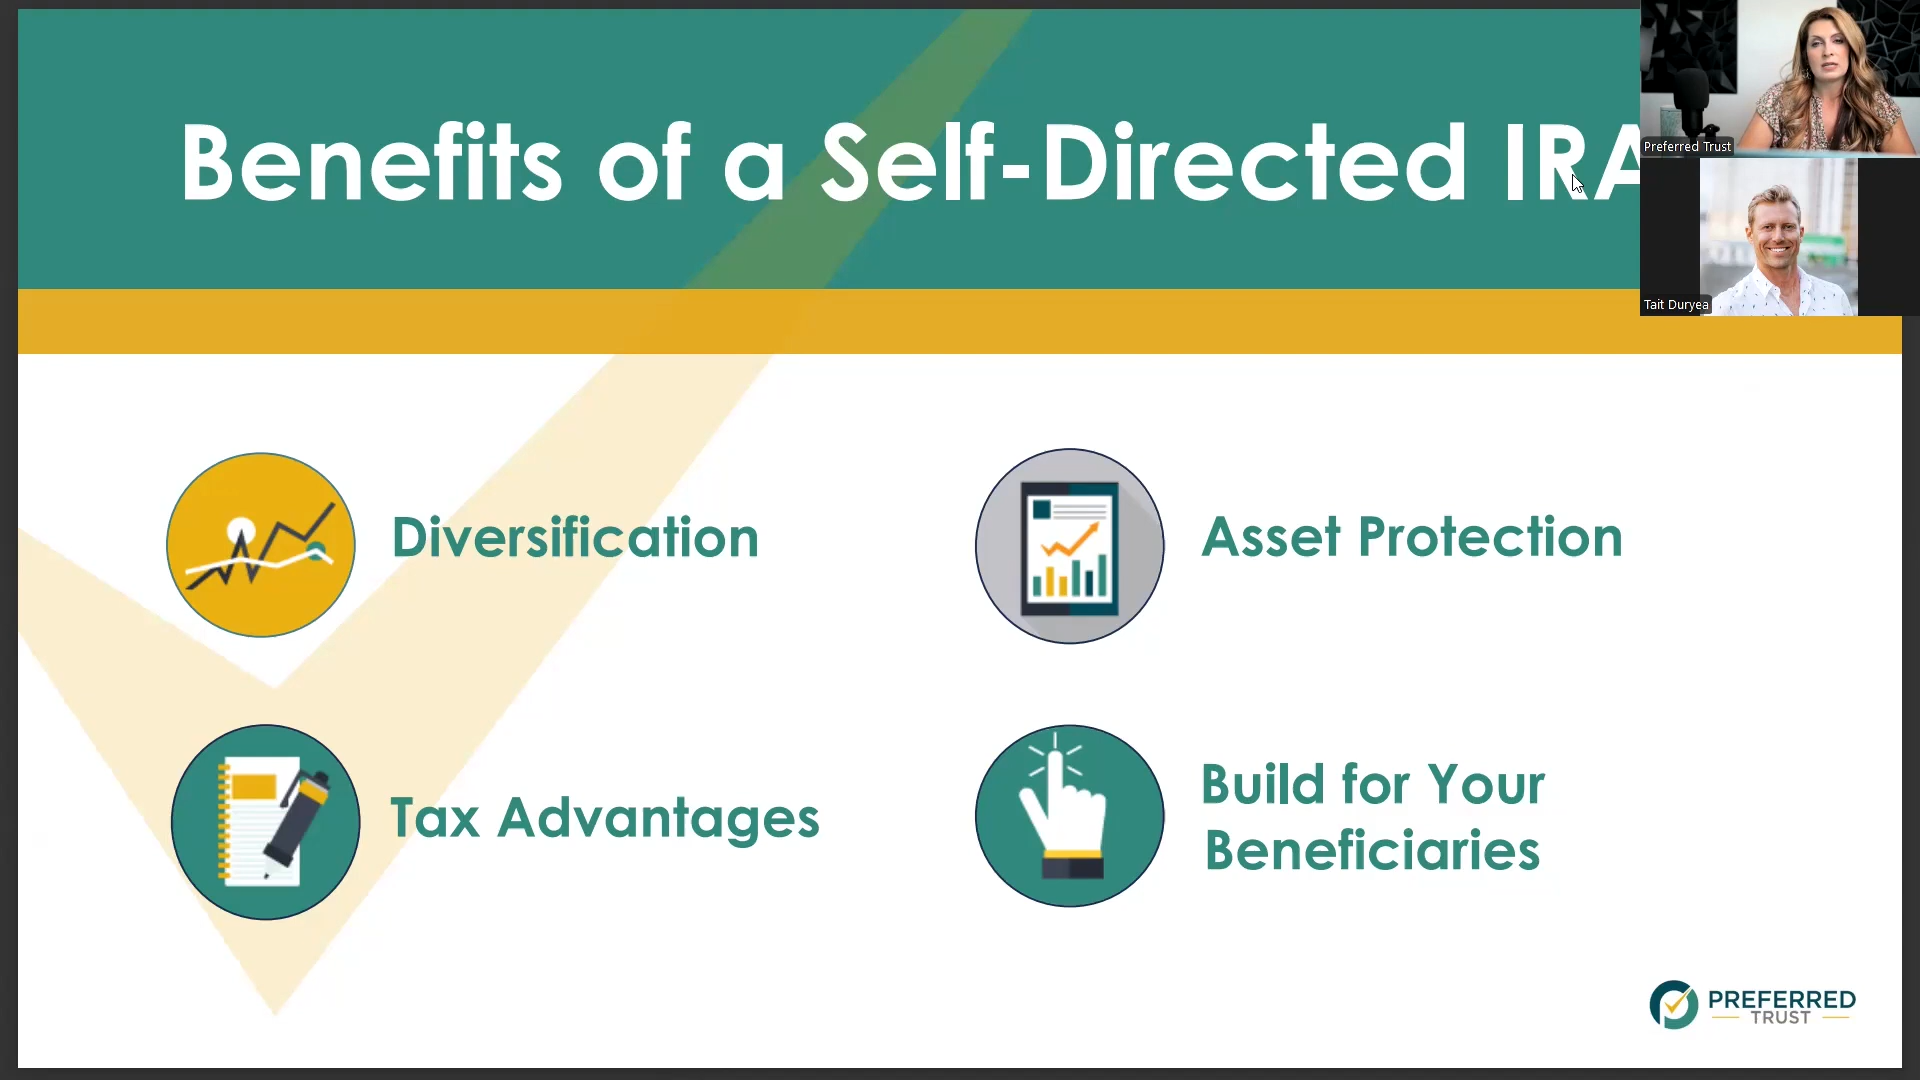 Benefits of a Self-Directed IRA
Preferred Trust
Tait Duryea
Diversification
Asset Protection
Tax Advantages
Build for Your
Beneficiaries
PREFERRED
TRUST